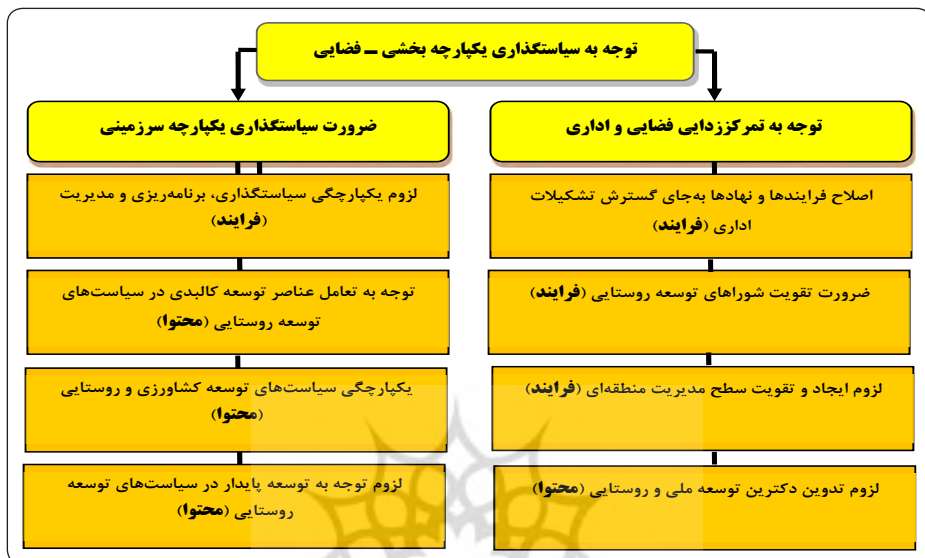 توجه به سیاستگذاری یکپارچه بخشی ــ فضایی
توجه به تمرکززدایی فضایی و اداری
اصلاح فرایندها و نهادها به‌جای گسترش تشکیلات
اداری (فرایند)
ضرورت تقویت شوراهای توسعه روستایی (فرایند)
لزوم ایجاد و تقویت سطح مدیریت منطقه‌ای (فرایند)
لزوم تدوین دکترین توسعه ملی و روستایی (محتوا)
ضرورت سیاستگذاری یکپارچه سرزمینی
لزوم یکپارچگی سیاستگذاری، برنامه‌ریزی و مدیریت
(فرایند)
توجه به تعامل عناصر توسعه کالبدی در سیاست‌های
توسعه روستایی (محتوا)
یکپارچگی سیاست‌های توسعه کشاورزی و روستایی
(محتوا)
لزوم توجه به توسعه پایدار در سیاست‌های توسعه
روستایی (محتوا)